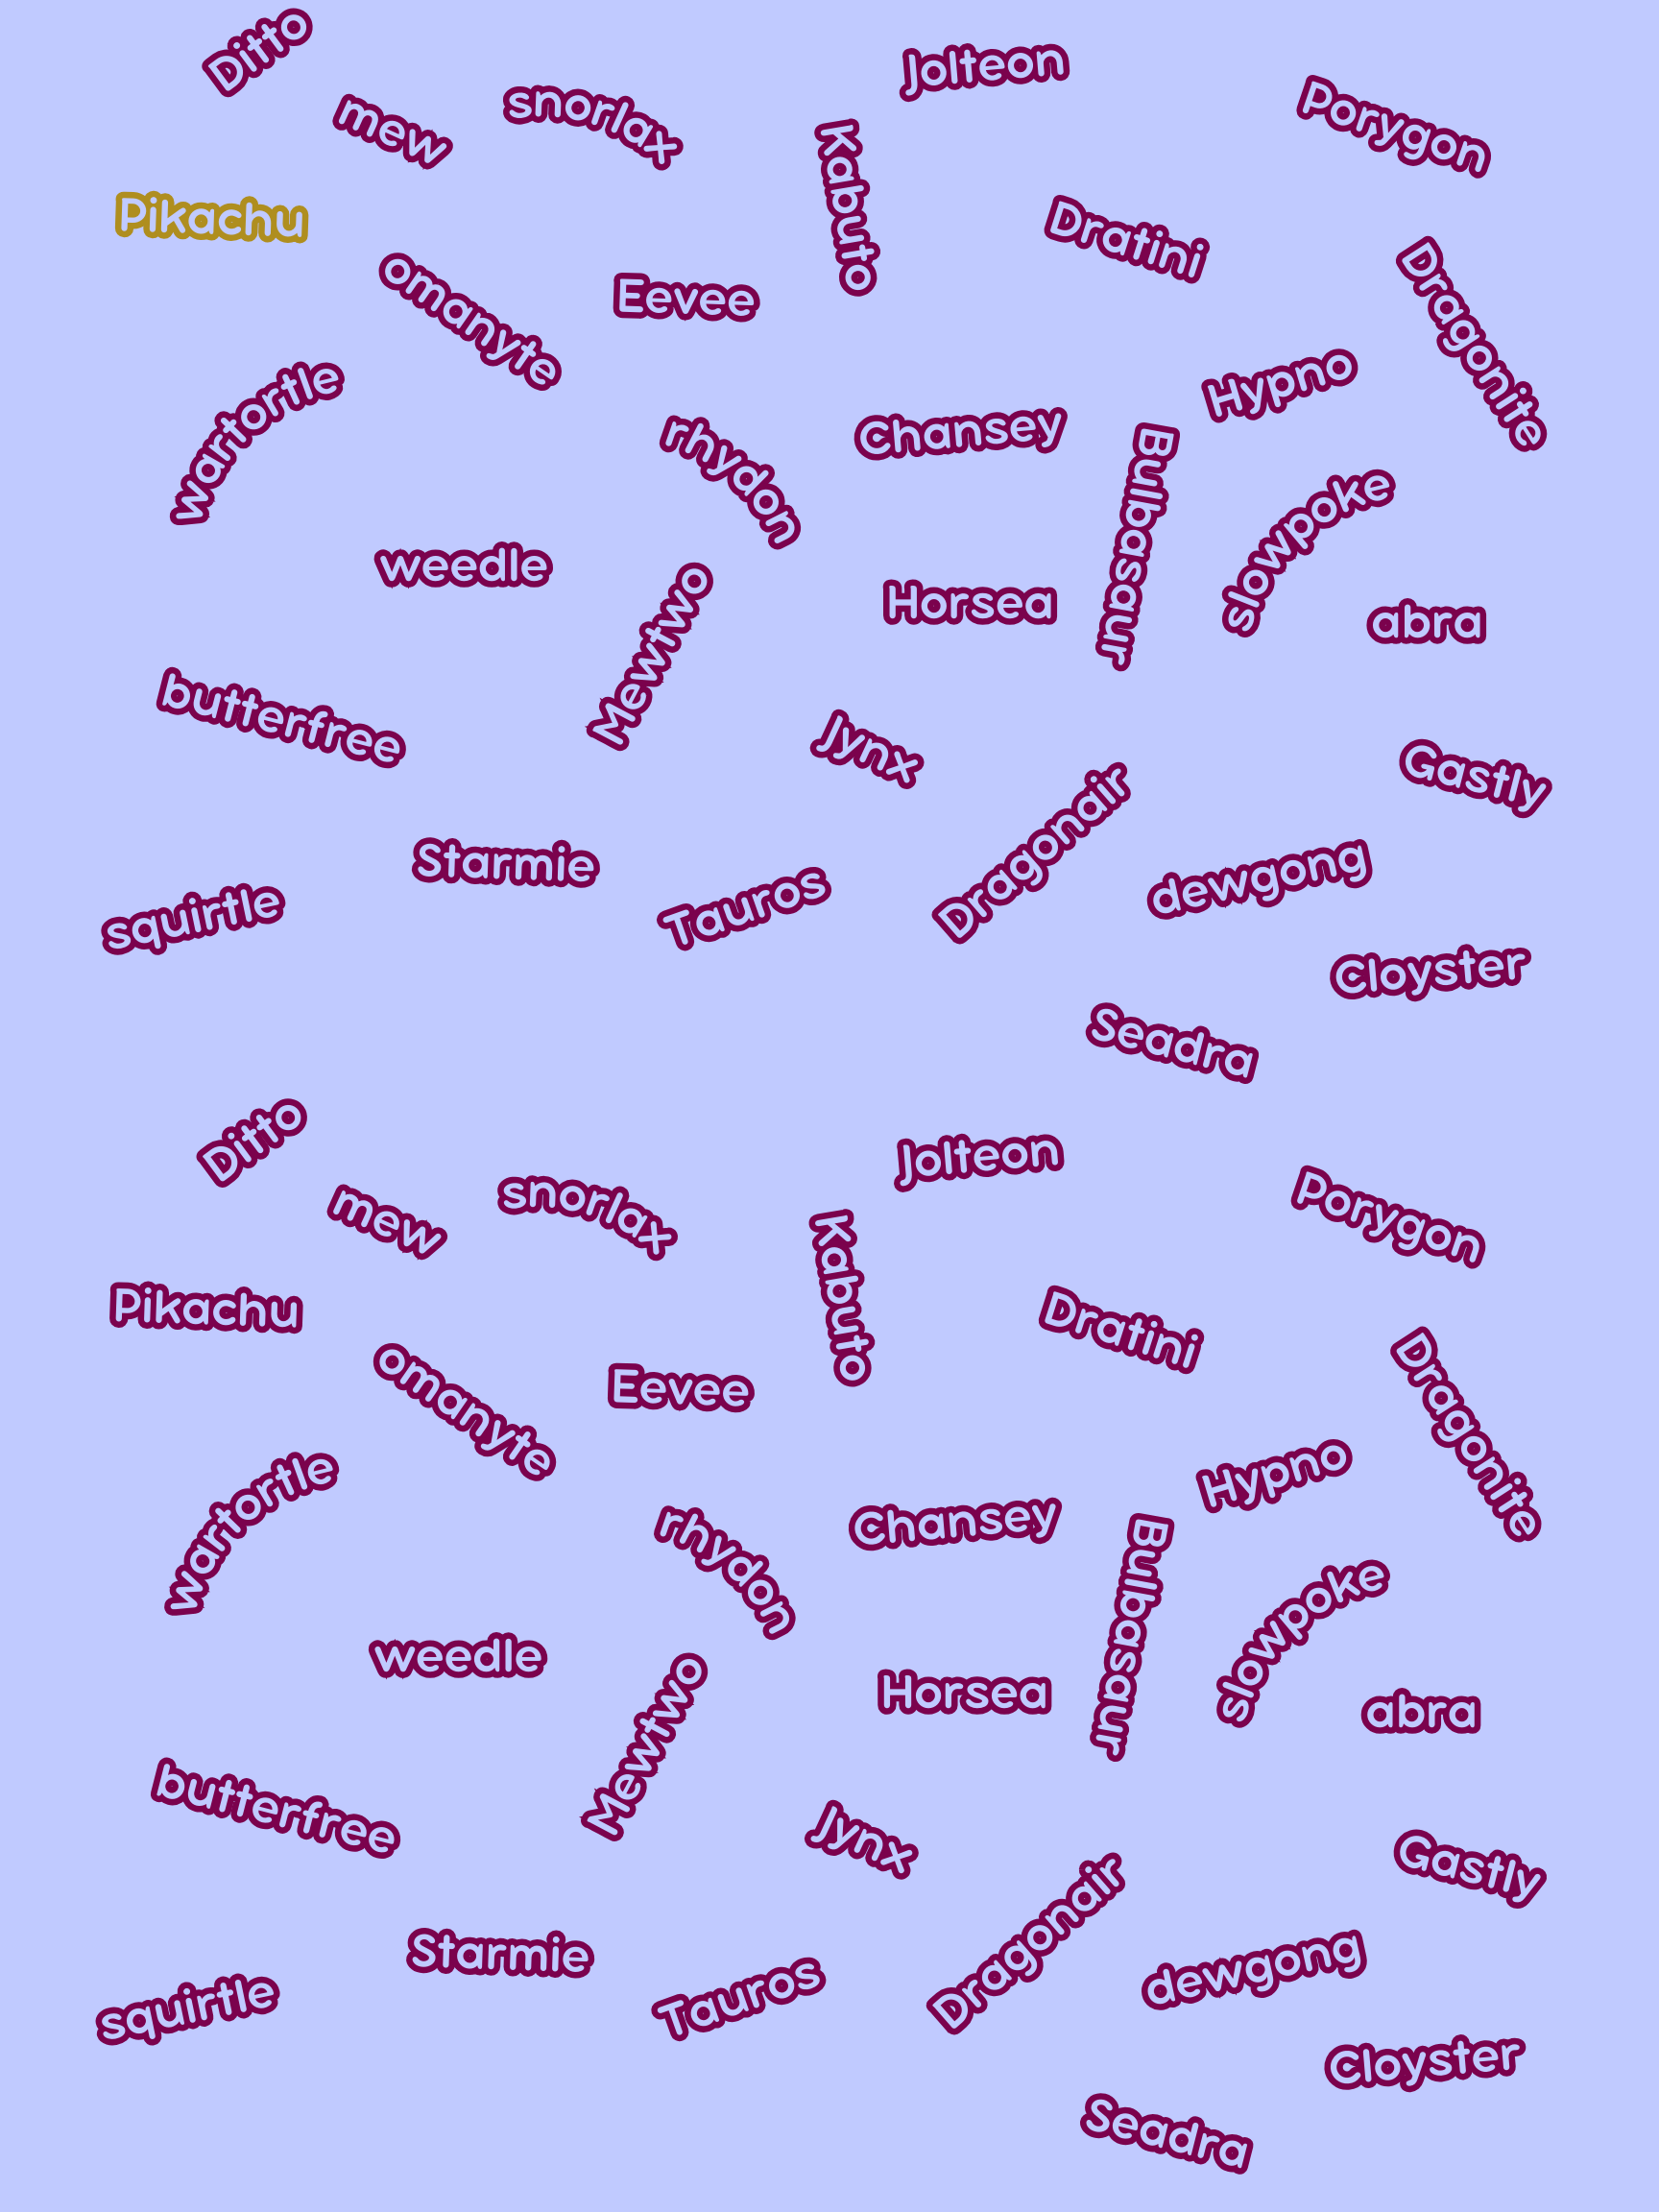 Ditto
Jolteon
mew
snorlax
Porygon
Kabuto
Pikachu
Dratini
omanyte
Eevee
Dragonite
wartortle
Hypno
rhydon
Chansey
Bulbasaur
slowpoke
weedle
Mewtwo
Horsea
abra
butterfree
Jynx
Gastly
Dragonair
Starmie
dewgong
squirtle
Tauros
Cloyster
Seadra
Ditto
Jolteon
mew
snorlax
Porygon
Kabuto
Pikachu
Dratini
omanyte
Eevee
Dragonite
wartortle
Hypno
rhydon
Chansey
Bulbasaur
slowpoke
weedle
Mewtwo
Horsea
abra
butterfree
Jynx
Gastly
Dragonair
Starmie
dewgong
squirtle
Tauros
Cloyster
Seadra